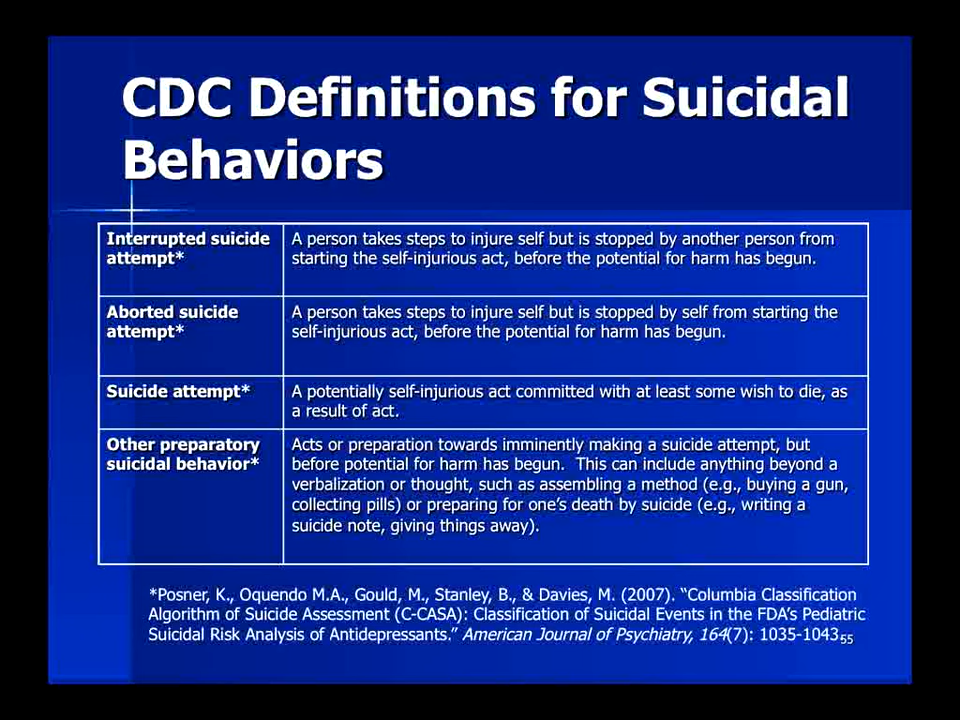 CDC Definitions for Suicidal
Behaviors
Interrupted suicide
attempt*
A person takes steps to injure self but is stopped by another person from
starting the self-injurious act, before the potential for harm has begun.
Aborted suicide
attempt*
A person takes steps to injure self but is stopped by self from starting the
self-injurious act, before the potential for harm has begun.
Suicide attempt*
A potentially self-injurious act committed with at least some wish to die, as
a result of act.
Other preparatory
suicidal behavior*
Acts or preparation towards imminently making a suicide attempt, but
before potential for harm has begun.  This can include anything beyond a
verbalization or thought, such as assembling a method (e.g., buying a gun,
collecting pills) or preparing for one’s death by suicide (e.g., writing a
suicide note, giving things away).
*Posner, K., Oquendo M.A., Gould, M., Stanley, B., & Davies, M. (2007). “Columbia Classification
Algorithm of Suicide Assessment (C-CASA): Classification of Suicidal Events in the FDA’s Pediatric
Suicidal Risk Analysis of Antidepressants.” American Journal of Psychiatry, 164(7): 1035-1043.
55